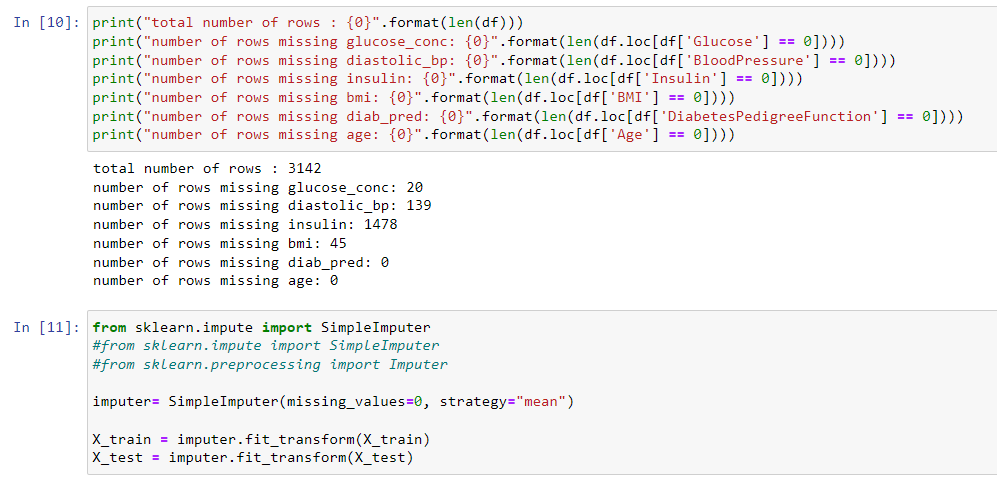 In [10]: print("total number of rows : {0}".format(len(df)))
print("number of rows missing glucose_conc: {0}".format(len(df.loc[df['Glucose'] == 0])))
print("number of rows missing diastolic_bp: {0}".format(len(df.loc[df['BloodPressure'] == 0])))
print("number of rows missing insulin: {0}".format(len(df.loc[df['Insulin'] == 0])))
print("number of rows missing bmi: {0}".format(len(df.loc[df['BMI'] == 0])))
print("number of rows missing diab_pred: {0}".format(len(df.loc[df['DiabetesPedigreeFunction'] == 0])))
print("number of rows missing age: {0}".format(len(df.loc[df['Age'] == 0])))
total number of rows : 3142
number of rows missing glucose_conc: 20
number of rows missing diastolic_bp: 139
number of rows missing insulin: 1478
number of rows missing bmi: 45
number of rows missing diab_pred: 0
number of rows missing age: 0
In [11]: from sklearn.impute import SimpleImputer
#from sklearn.impute import SimpleImputer
#from sklearn.preprocessing import Imputer
imputer= SimpleImputer(missing_values=0, strategy="mean")
X_train = imputer.fit_transform(X_train)
X_test = imputer.fit_transform(X_test)